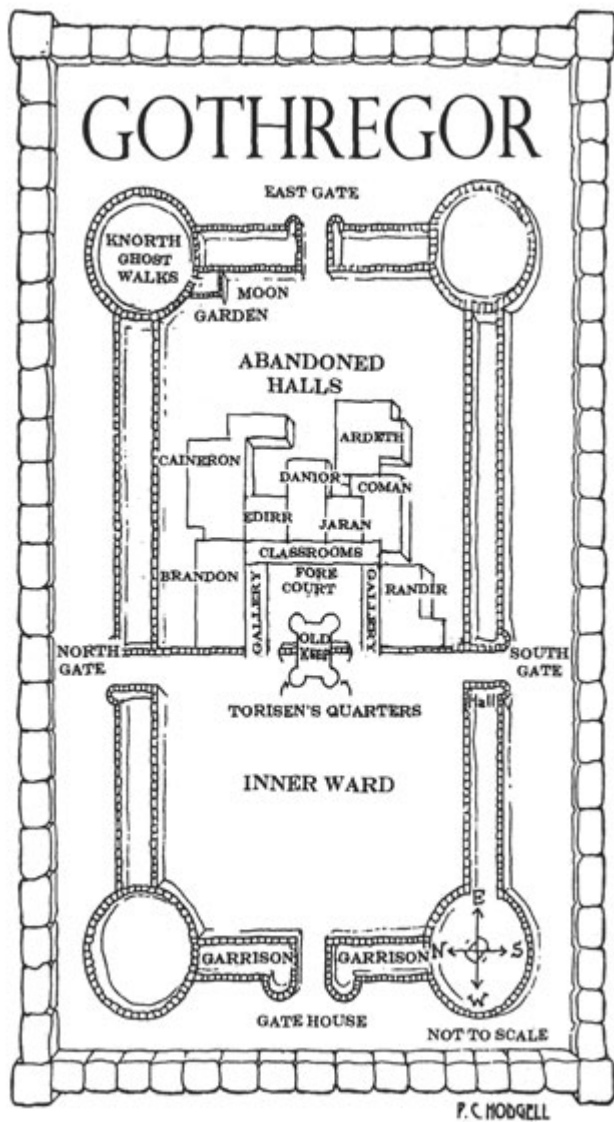 GOTHREGOR
EAST GATE
KNORTH
GHOST
WALKS
MOON
GARDEN
ABANDONED
HALLS
ARDETH
CAINERON
DANIOR
COMAN
EDIRR
JARAN
CLASSROOMS
BRANDON
FORE
COURT
RANDIR
GALLERY
GALLERY
OLD
KEEP
NORTH
GATE
SOUTH
GATE
Hall
TORISEN'S QUARTERS
INNER WARD
E
N
S
W
GARRISON
GARRISON
GATE HOUSE
NOT TO SCALE
P. C. HODGELL